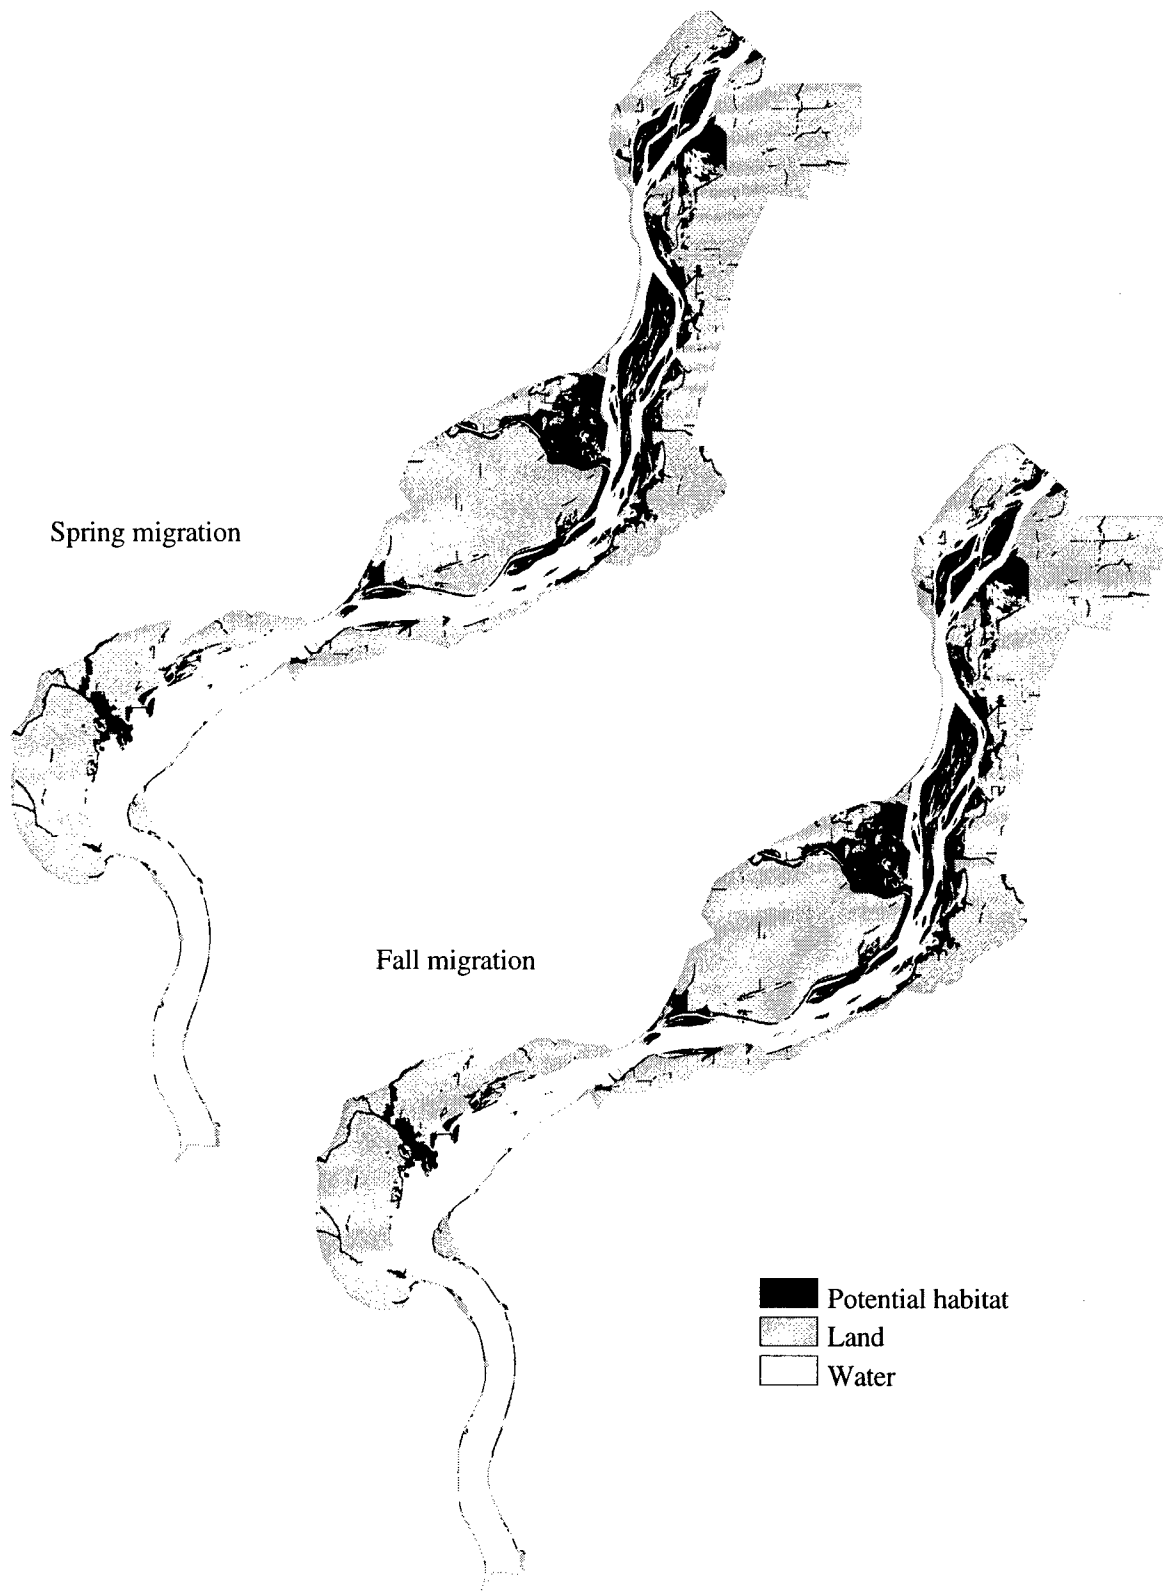 Spring migration
Fall migration
Potential habitat
Land
Water